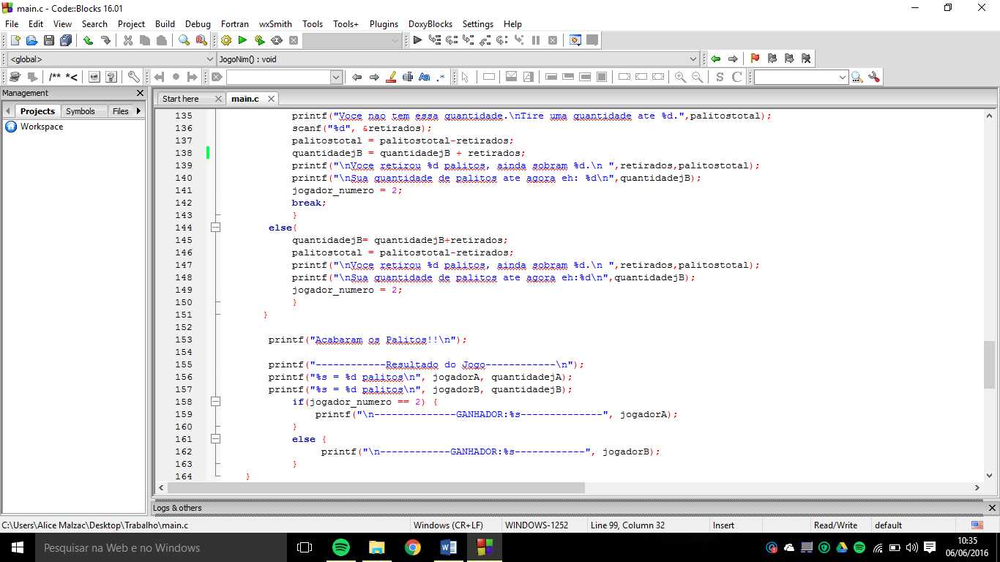 main.c - Code::Blocks 16.01
File Edit View Search Project Build Debug Fortran wxSmith Tools Tools+ Plugins DoxyBlocks Settings Help
<global> JogoNim() : void
/** *< Aa .* S C
Management
Start here main.c
Projects Symbols Files
Workspace
135 printf("Voce nao tem essa quantidade.\nTire uma quantidade ate %d.",palitostotal);
136 scanf("%d", &retirados);
137 palitostotal = palitostotal-retirados;
138 quantidadejB = quantidadejB + retirados;
139 printf("\nVoce retirou %d palitos, ainda sobram %d.\n ",retirados,palitostotal);
140 printf("\nSua quantidade de palitos ate agora eh: %d\n",quantidadejB);
141 jogador_numero = 2;
142 break;
143 }
144 else{
145 quantidadejB= quantidadejB+retirados;
146 palitostotal = palitostotal-retirados;
147 printf("\nVoce retirou %d palitos, ainda sobram %d.\n ",retirados,palitostotal);
148 printf("\nSua quantidade de palitos ate agora eh:%d\n",quantidadejB);
149 jogador_numero = 2;
150 }
151 }
152
153 printf("Acabaram os Palitos!!\n");
154
155 printf("------------Resultado do Jogo------------\n");
156 printf("%s = %d palitos\n", jogadorA, quantidadejA);
157 printf("%s = %d palitos\n", jogadorB, quantidadejB);
158 if(jogador_numero == 2) {
159 printf("\n--------------GANHADOR:%s--------------", jogadorA);
160 }
161 else {
162 printf("\n------------GANHADOR:%s------------", jogadorB);
163 }
164 }
Logs & others
C:\Users\Alice Malzac\Desktop\Trabalho\main.c Windows (CR+LF) WINDOWS-1252 Line 99, Column 32 Insert Read/Write default
Pesquisar na Web e no Windows
10:35
06/06/2016